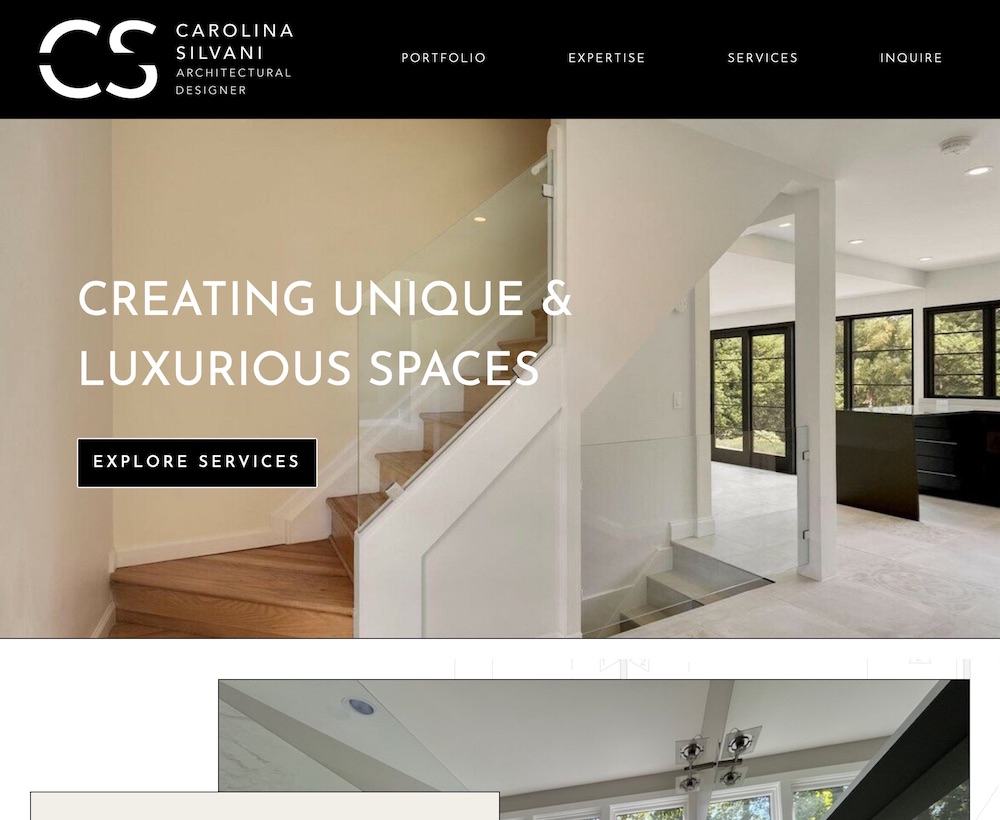 CS
CAROLINA
SILVANI
ARCHITECTURAL
DESIGNER
PORTFOLIO
EXPERTISE
SERVICES
INQUIRE
CREATING UNIQUE &
LUXURIOUS SPACES
EXPLORE SERVICES